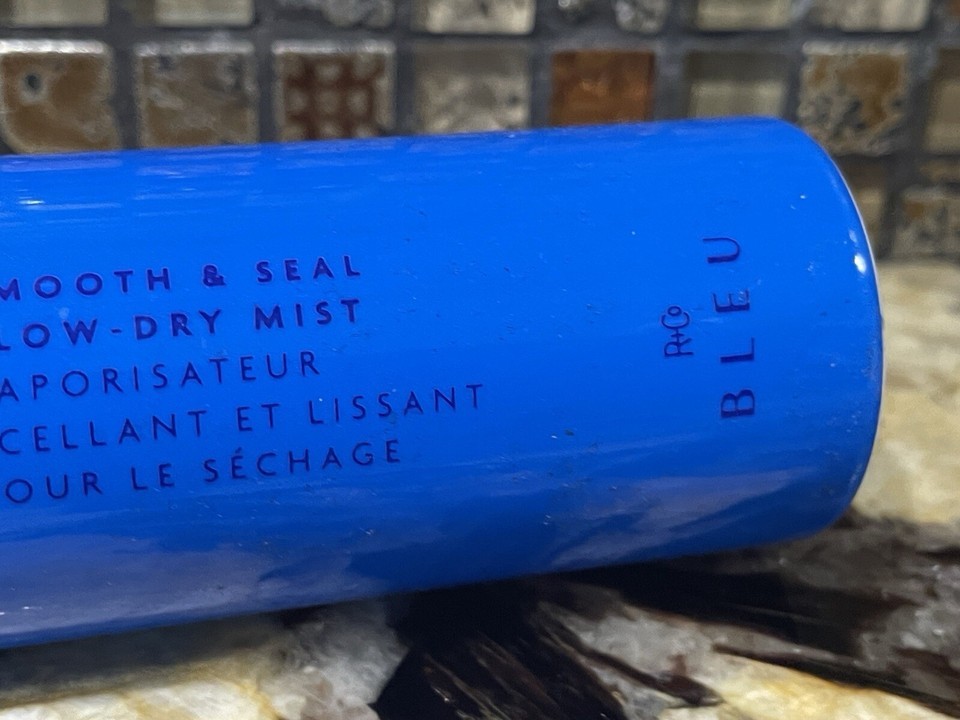 MOOTH & SEAL
LOW-DRY MIST
APORISATEUR
CELLANT ET LISSANT
OUR LE SÉCHAGE
R+Co
BLEU